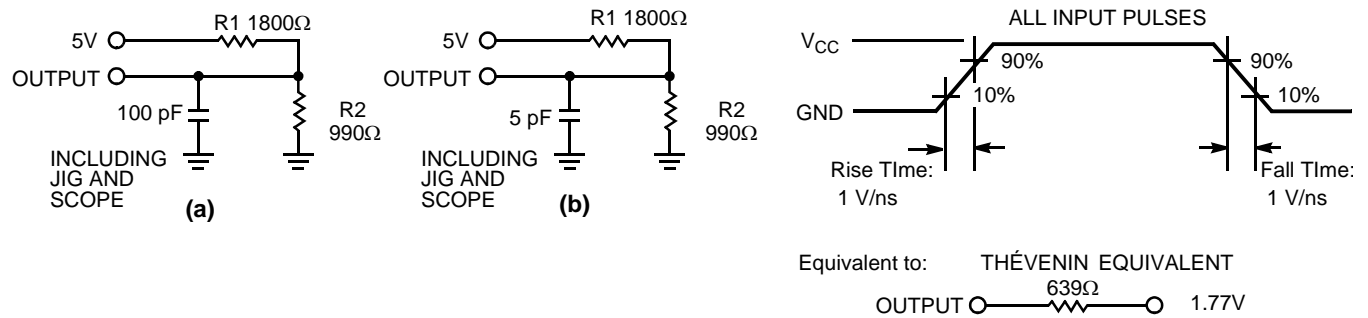 R1 1800Ω
5V
OUTPUT
100 pF
R2
990Ω
INCLUDING
JIG AND
SCOPE
(a)
R1 1800Ω
5V
OUTPUT
5 pF
R2
990Ω
INCLUDING
JIG AND
SCOPE
(b)
ALL INPUT PULSES
VCC
90%
90%
10%
10%
GND
Rise TIme:
1 V/ns
Fall TIme:
1 V/ns
Equivalent to: THÉVENIN EQUIVALENT
639Ω
OUTPUT 1.77V